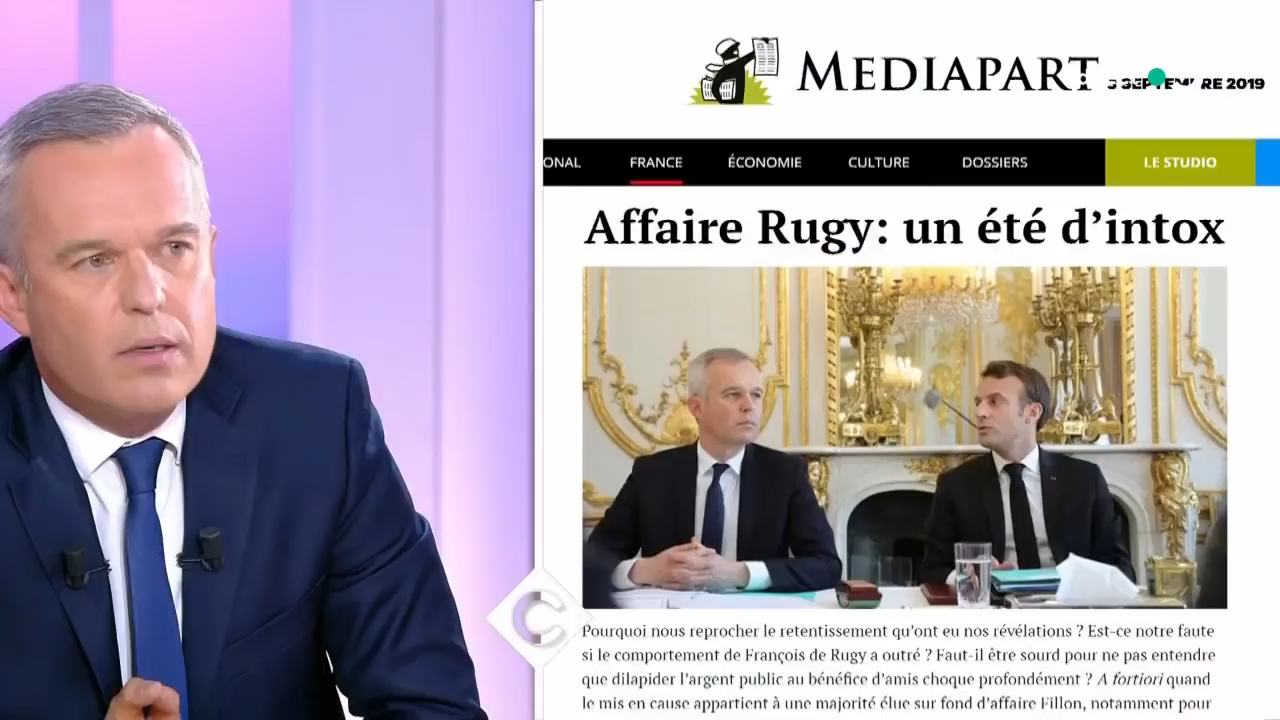 MEDIAPART
SEPTEMBRE 2019
ONAL FRANCE ÉCONOMIE CULTURE DOSSIERS LE STUDIO
Affaire Rugy: un été d'intox
C
Pourquoi nous reprocher le retentissement qu'ont eu nos révélations ? Est-ce notre faute
si le comportement de François de Rugy a outré ? Faut-il être sourd pour ne pas entendre
que dilapider l'argent public au bénéfice d'amis choque profondément ? A fortiori quand
le mis en cause appartient à une majorité élue sur fond d'affaire Fillon, notamment pour